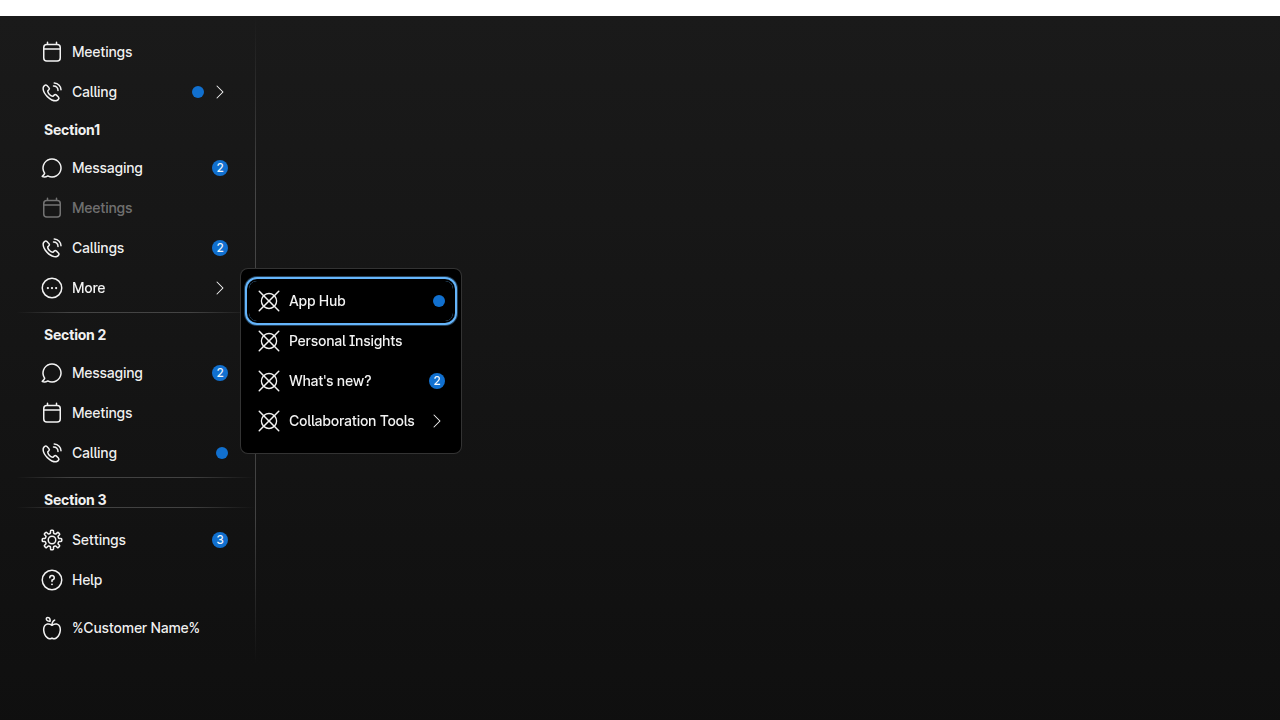 Meetings
Calling
Section1
Messaging 2
Meetings
Callings 2
More
App Hub
Personal Insights
What's new? 2
Collaboration Tools
Section 2
Messaging 2
Meetings
Calling
Section 3
Settings 3
Help
%Customer Name%